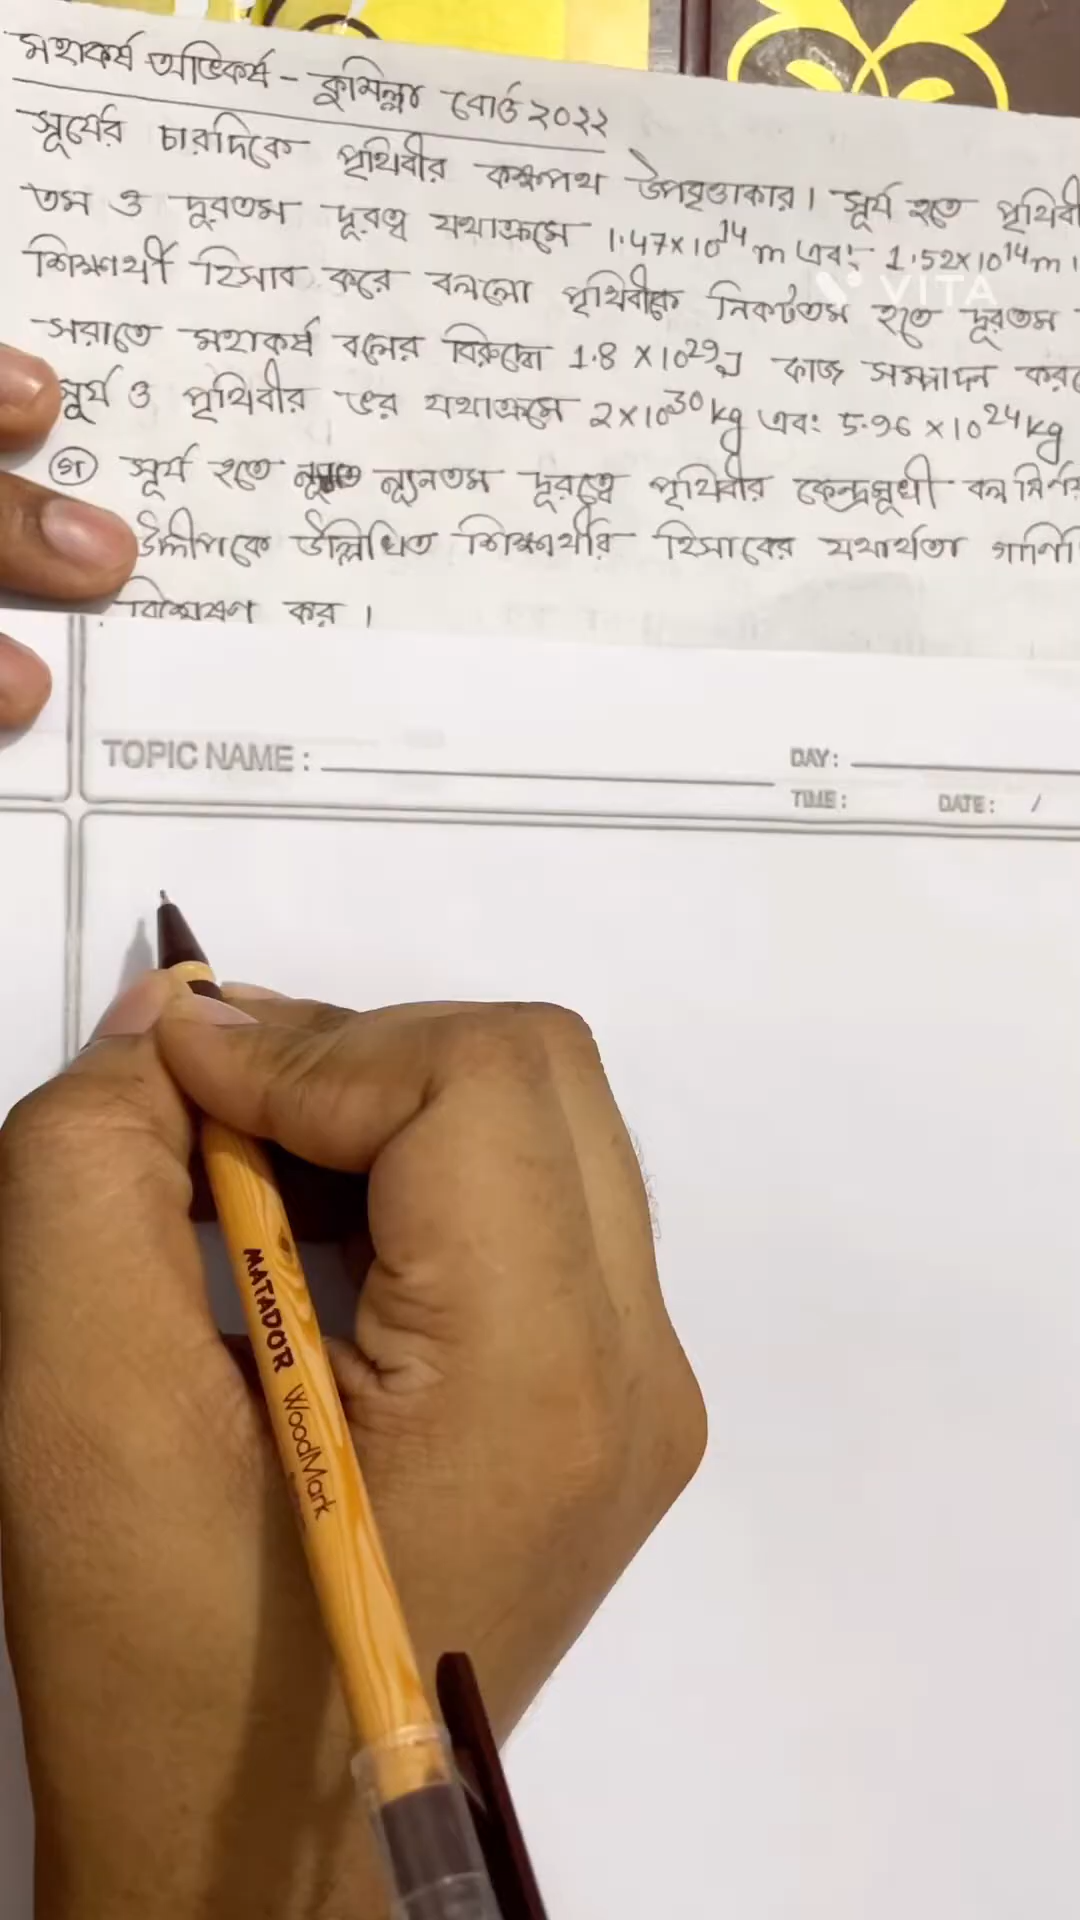 মহাকর্ষ অভিকর্ষ - কুমিল্লা বোর্ড ২০২২
সূর্যের চারদিকে পৃথিবীর কক্ষপথ উপবৃত্তাকার। সূর্য হতে পৃথিবী
তম ও দূরতম দূরত্ব যথাক্রমে 1.47×10¹⁴m এবং 1.52×10¹⁴m।
শিক্ষার্থী হিসাব করে বললো পৃথিবীকে নিকটতম হতে দূরতম
VITA
সরাতে মহাকর্ষ বলের বিরুদ্ধে 1.8 ×10²⁹J কাজ সম্পাদন করতে
সূর্য ও পৃথিবীর ভর যথাক্রমে 2×10³⁰kg এবং 5.96 ×10²⁴kg
গ সূর্য হতে ন্যূনতম দূরত্বে পৃথিবীর কেন্দ্রমুখী বল নির্ণয়
উদ্দীপকে উল্লিখিত শিক্ষার্থীর হিসাবের যথার্থতা গাণি
বিশ্লেষণ কর।
TOPIC NAME :
DAY :
TIME : DATE : /
MATADOR WoodMark